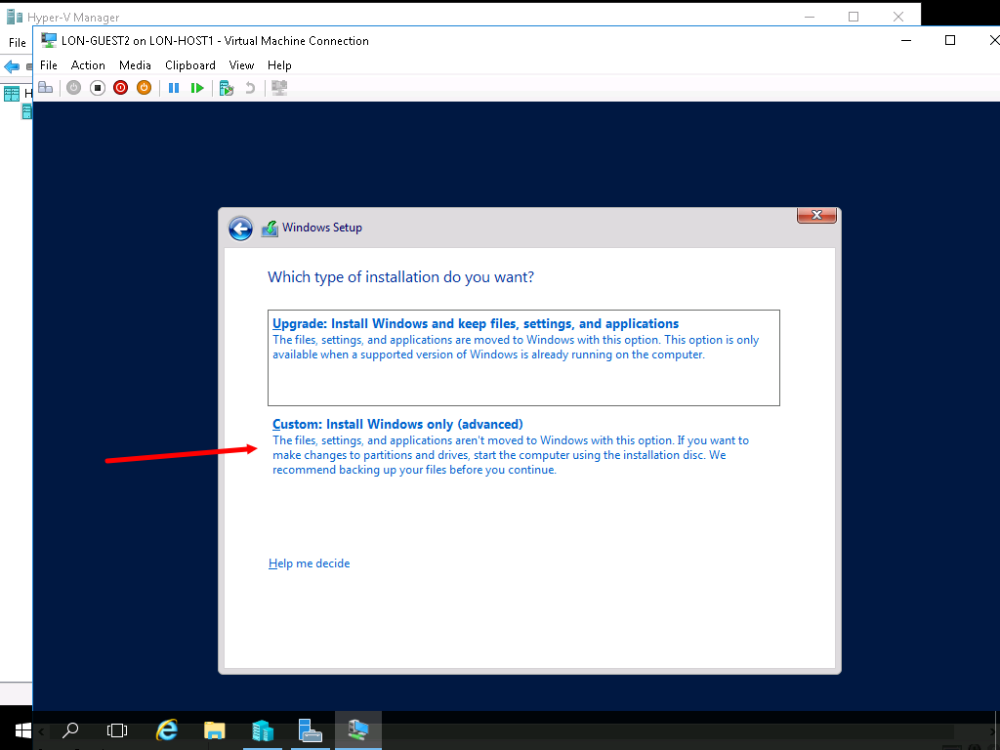 Hyper-V Manager
File
LON-GUEST2 on LON-HOST1 - Virtual Machine Connection
File Action Media Clipboard View Help
H
Windows Setup
Which type of installation do you want?
Upgrade: Install Windows and keep files, settings, and applications
The files, settings, and applications are moved to Windows with this option. This option is only
available when a supported version of Windows is already running on the computer.
Custom: Install Windows only (advanced)
The files, settings, and applications aren't moved to Windows with this option. If you want to
make changes to partitions and drives, start the computer using the installation disc. We
recommend backing up your files before you continue.
Help me decide